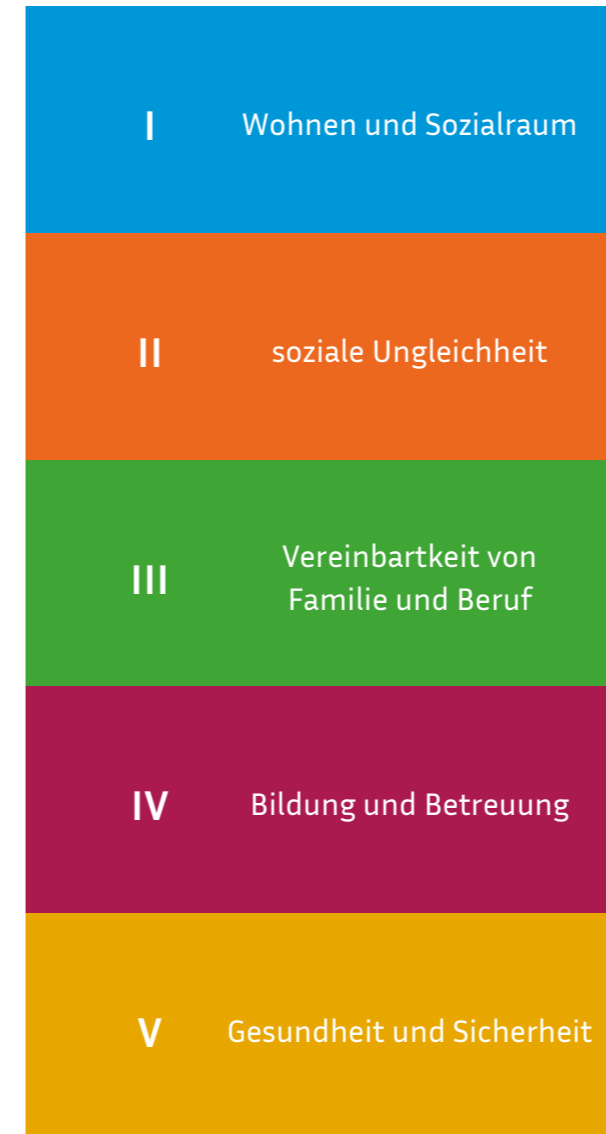 I Wohnen und Sozialraum
II soziale Ungleichheit
III Vereinbartkeit von
Familie und Beruf
IV Bildung und Betreuung
V Gesundheit und Sicherheit